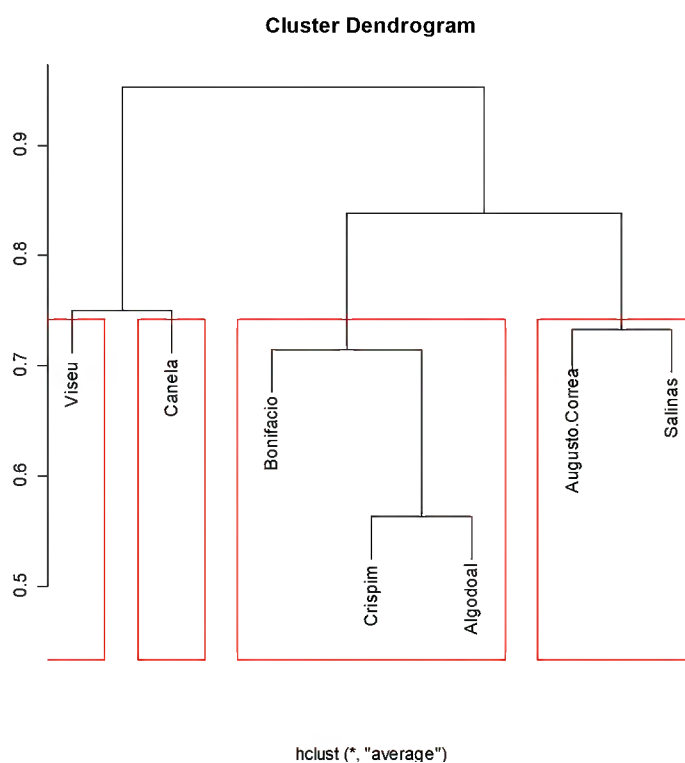 Cluster Dendrogram
0.9
0.8
0.7
0.6
0.5
Viseu
Canela
Bonifacio
Crispim
Algodoal
Augusto.Correa
Salinas
hclust (*, "average")